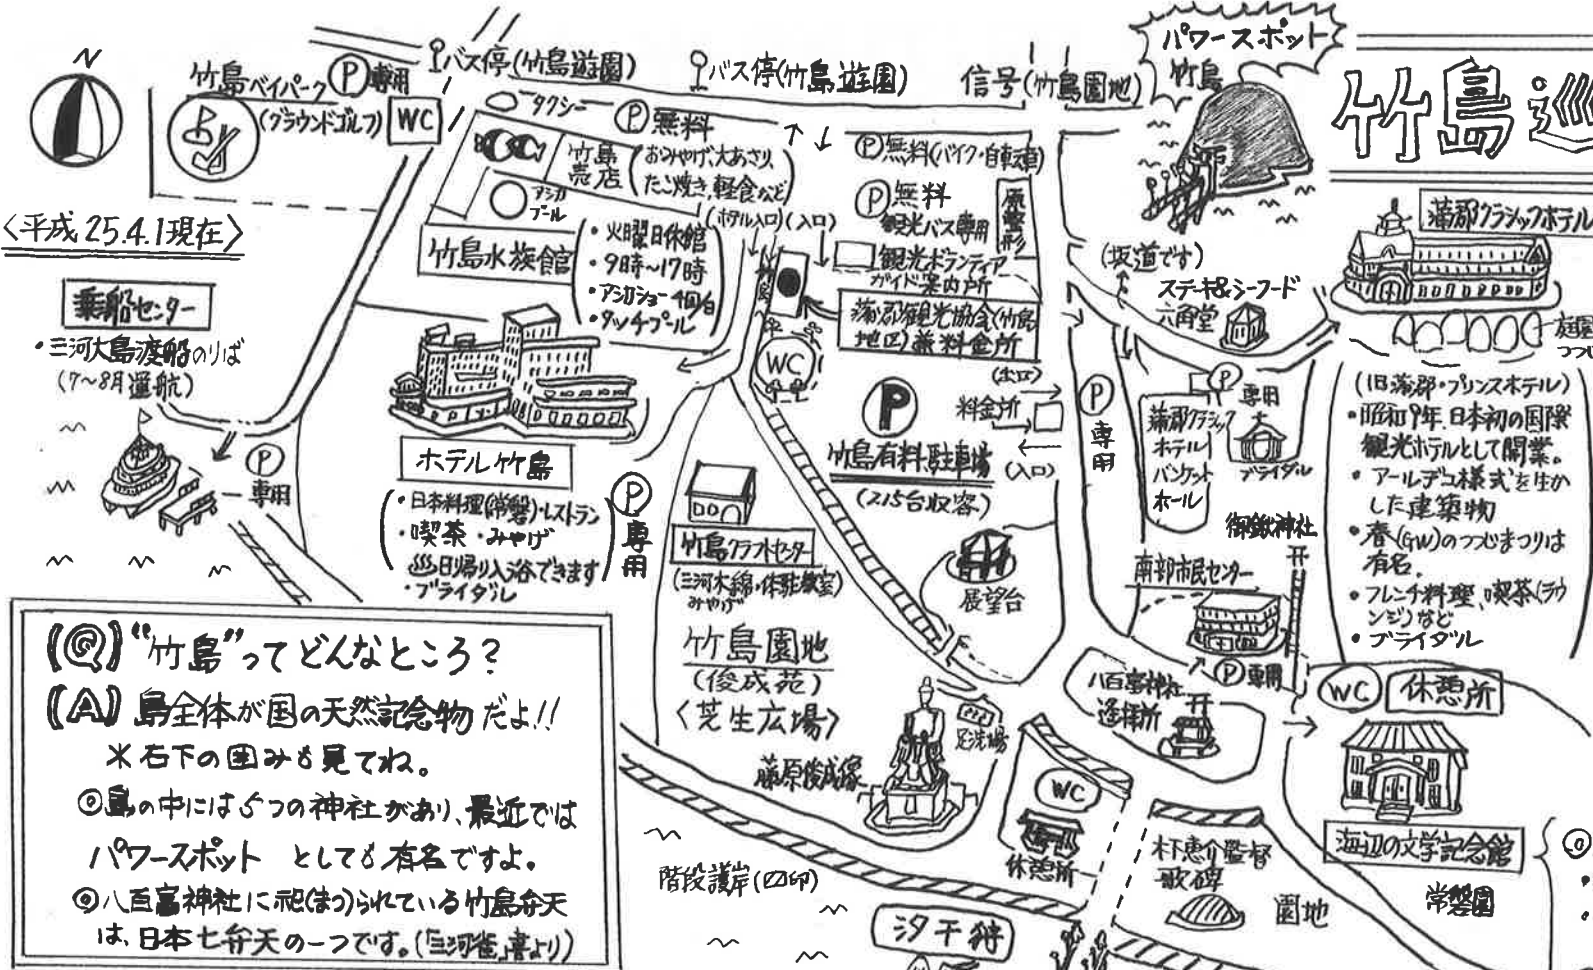 パワースポット
竹島
竹島巡
N
竹島ベイパーク
(グラウンドゴルフ)
P専用
WC
バス停(竹島遊園)
バス停(竹島遊園)
信号(竹島園地)
タクシー
P無料
竹島
売店
(おみやげ、大あさり、
たこ焼き、軽食など)
アシカ
プール
P無料(バイク・自転車)
P無料
観光バス専用
観光ボランティア
ガイド案内所
蒲郡市観光協会(竹島
地区)兼料金所
(ホテル入口)(入口)
竹島水族館
・火曜日休館
・9時~17時
・アシカショー4回/日
・タッチプール
<平成25.4.1現在>
乗船センター
・三河大島渡船のりば
(7~8月運航)
P
専用
WC
ホテル竹島
・日本料理(常磐)・レストラン
・喫茶・みやげ
♨日帰り入浴できます
・ブライダル
P専用
竹島クラフトセンター
(三河木綿・体験教室)
みやげ
P
竹島有料駐車場
(215台収容)
(出口)
料金所
(入口)
P専用
展望台
(坂道です)
ステーキ&シーフード
六角堂
蒲郡クラシックホテル
庭園
つつじ
P専用
蒲郡クラシック
ホテル
バンケット
ホール
ブライダル
(旧蒲郡・プリンスホテル)
・昭和9年、日本初の国際
観光ホテルとして開業。
・アールデコ様式を生か
した建築物
・春(GW)のつつじまつりは
有名。
・フレンチ料理、喫茶(ラウ
ンジ)など
・ブライダル
御鍬神社
南部市民センター
P専用
八百富神社
遥拝所
WC
休憩所
竹島園地
(俊成苑)
<芝生広場>
藤原俊成像
足洗場
WC
休憩所
木下恵介監督
歌碑
園地
海辺の文学記念館
常磐園
階段護岸
汐干狩
(Q)“竹島”ってどんなところ?
(A)島全体が国の天然記念物だよ!!
*右下の囲みも見てね。
◎島の中には5つの神社があり、最近では
パワースポットとしても有名ですよ。
◎八百富神社に祀(まつ)られている竹島弁天
は、日本七弁天の一つです。(「三河雀」書より)